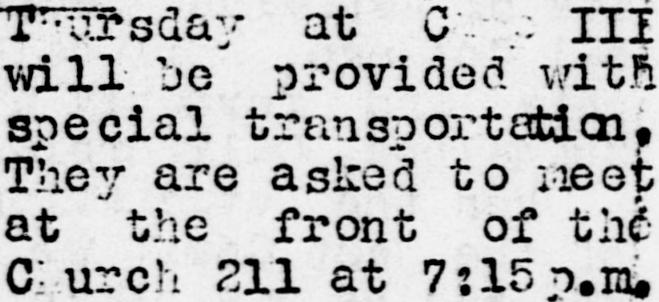 Thursday at Camp III
will be provided with
special transportation.
They are asked to meet
at the front of the
Church 211 at 7:15 p.m.